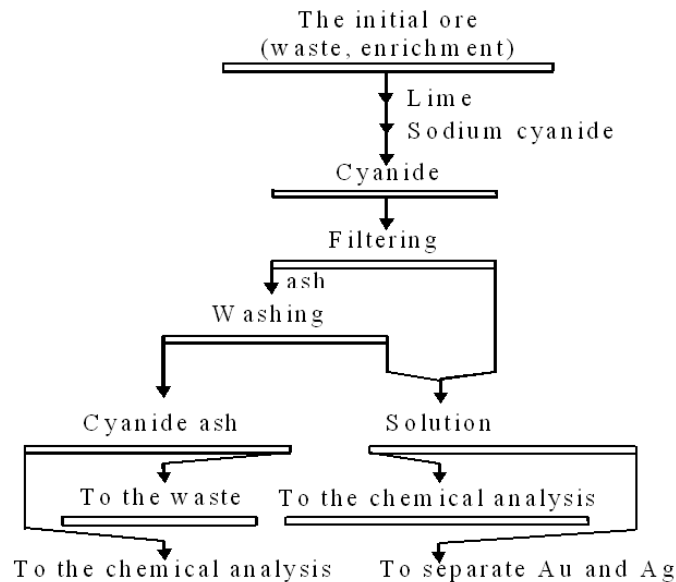 The initial ore
(waste, enrichment)
Lime
Sodium cyanide
Cyanide
Filtering
ash
Washing
Cyanide ash
Solution
To the waste
To the chemical analysis
To the chemical analysis
To separate Au and Ag